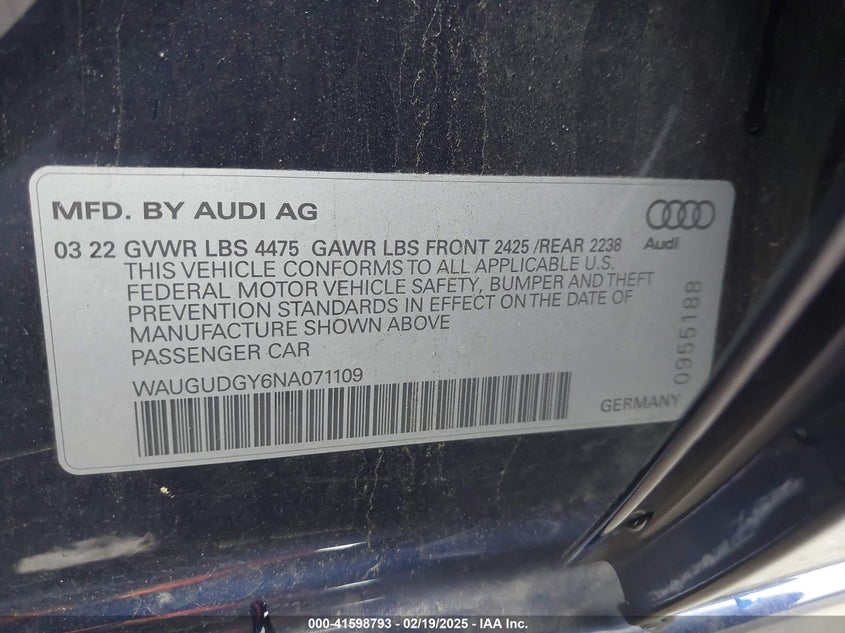 MFD. BY AUDI AG
Audi
03 22 GVWR LBS 4475 GAWR LBS FRONT 2425 /REAR 2238
THIS VEHICLE CONFORMS TO ALL APPLICABLE U.S.
FEDERAL MOTOR VEHICLE SAFETY, BUMPER AND THEFT
PREVENTION STANDARDS IN EFFECT ON THE DATE OF
MANUFACTURE SHOWN ABOVE
PASSENGER CAR
WAUGUDGY6NA071109
GERMANY
0955188
000-41598793 / 02/19/2025 - IAA Inc.